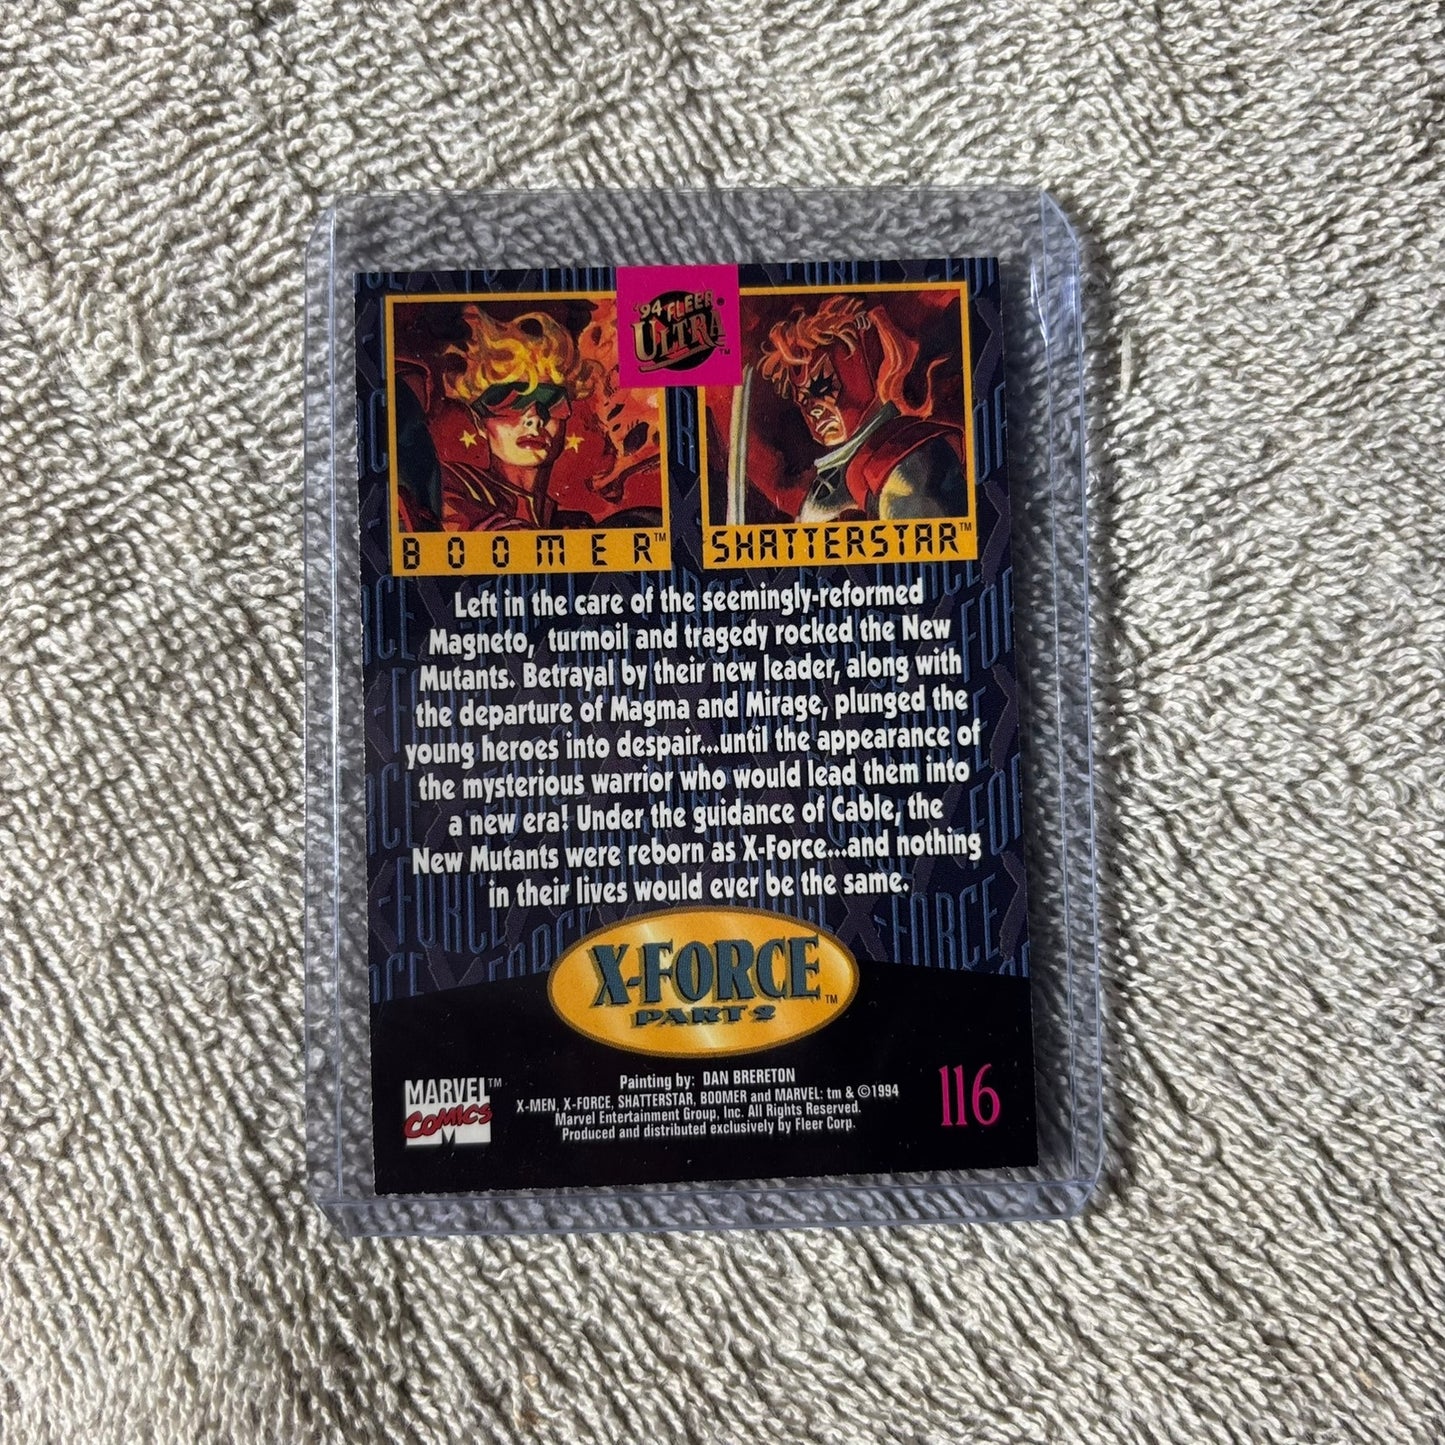 '94 FLEER
ULTRA®™
BOOMER™
SHATTERSTAR™
Left in the care of the seemingly-reformed
Magneto, turmoil and tragedy rocked the New
Mutants. Betrayal by their new leader, along with
the departure of Magma and Mirage, plunged the
young heroes into despair...until the appearance of
the mysterious warrior who would lead them into
a new era! Under the guidance of Cable, the
New Mutants were reborn as X-Force...and nothing
in their lives would ever be the same.
X-FORCE™
PART 2
MARVEL™
COMICS
Painting by: DAN BRERETON
X-MEN, X-FORCE, SHATTERSTAR, BOOMER and MARVEL: tm & ©1994
Marvel Entertainment Group, Inc. All Rights Reserved.
Produced and distributed exclusively by Fleer Corp.
116